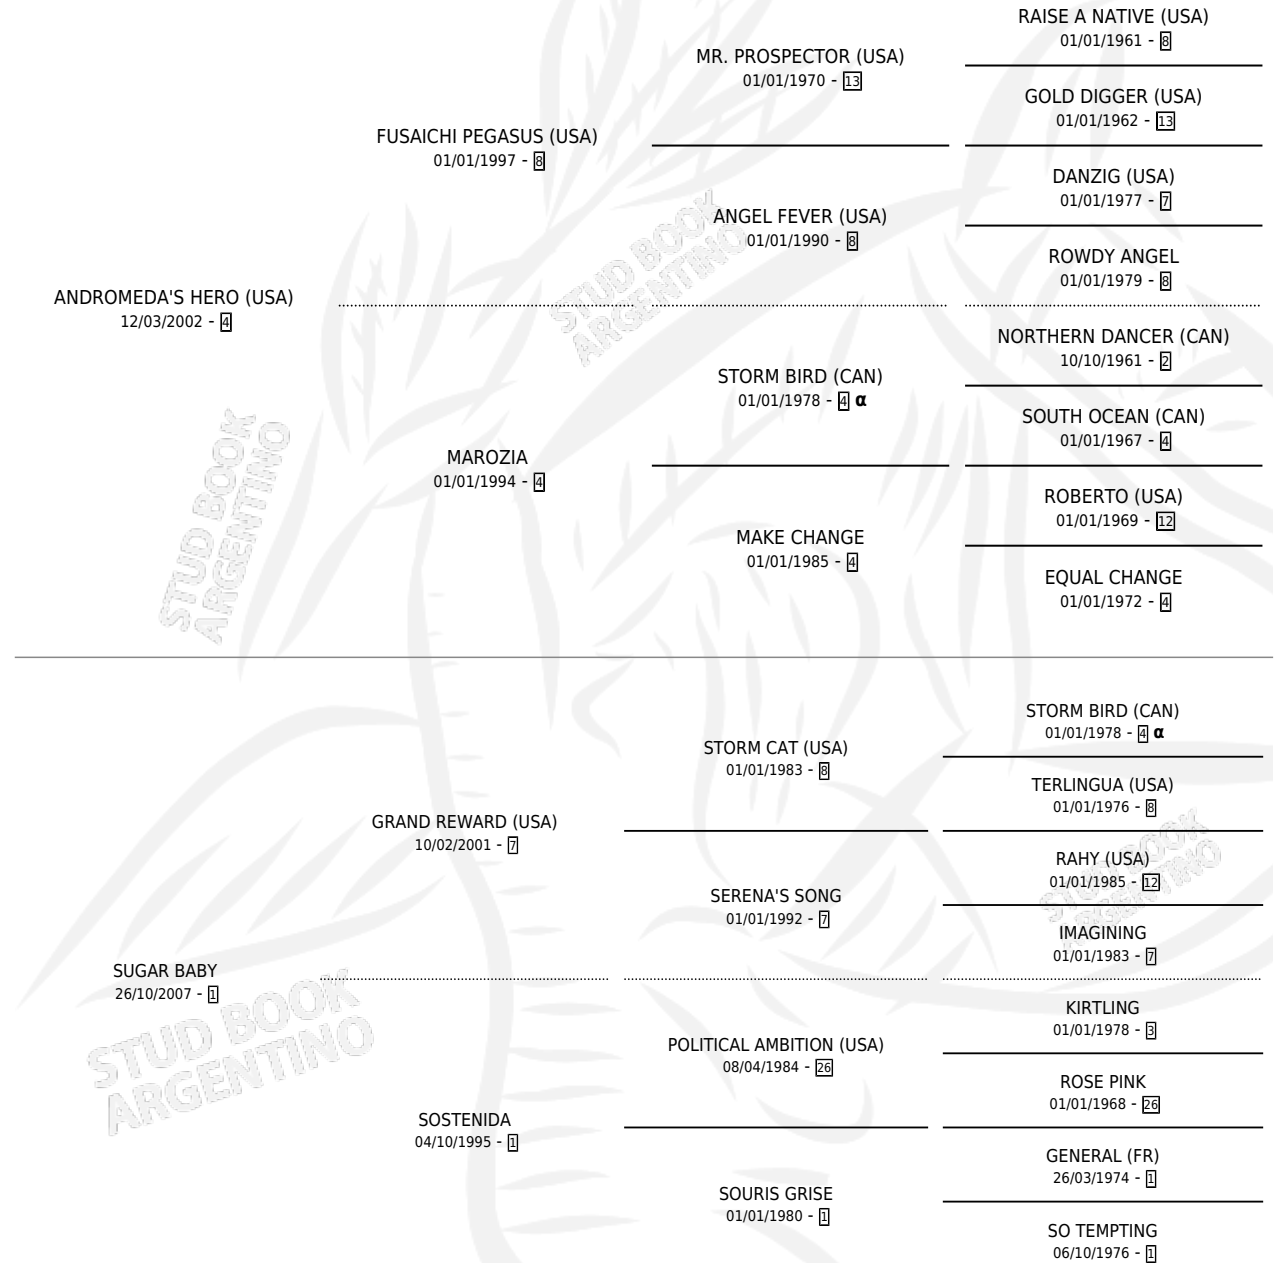 RAISE A NATIVE (USA)
01/01/1961 - 8
MR. PROSPECTOR (USA)
01/01/1970 - 13
GOLD DIGGER (USA)
01/01/1962 - 13
FUSAICHI PEGASUS (USA)
01/01/1997 - 8
DANZIG (USA)
01/01/1977 - 7
ANGEL FEVER (USA)
01/01/1990 - 8
ROWDY ANGEL
01/01/1979 - 8
STUD BOOK
ARGENTINO
ANDROMEDA'S HERO (USA)
12/03/2002 - 4
NORTHERN DANCER (CAN)
10/10/1961 - 2
STORM BIRD (CAN)
01/01/1978 - 4 α
SOUTH OCEAN (CAN)
01/01/1967 - 4
MAROZIA
01/01/1994 - 4
ROBERTO (USA)
01/01/1969 - 12
MAKE CHANGE
01/01/1985 - 4
EQUAL CHANGE
01/01/1972 - 4
STUD BOOK
ARGENTINO
STORM BIRD (CAN)
01/01/1978 - 4 α
STORM CAT (USA)
01/01/1983 - 8
TERLINGUA (USA)
01/01/1976 - 8
GRAND REWARD (USA)
10/02/2001 - 7
RAHY (USA)
01/01/1985 - 12
SERENA'S SONG
01/01/1992 - 7
IMAGINING
01/01/1983 - 7
STUD BOOK
ARGENTINO
SUGAR BABY
26/10/2007 - 1
KIRTLING
01/01/1978 - 3
POLITICAL AMBITION (USA)
08/04/1984 - 26
ROSE PINK
01/01/1968 - 26
SOSTENIDA
04/10/1995 - 1
GENERAL (FR)
26/03/1974 - 1
SOURIS GRISE
01/01/1980 - 1
SO TEMPTING
06/10/1976 - 1
STUD BOOK
ARGENTINO